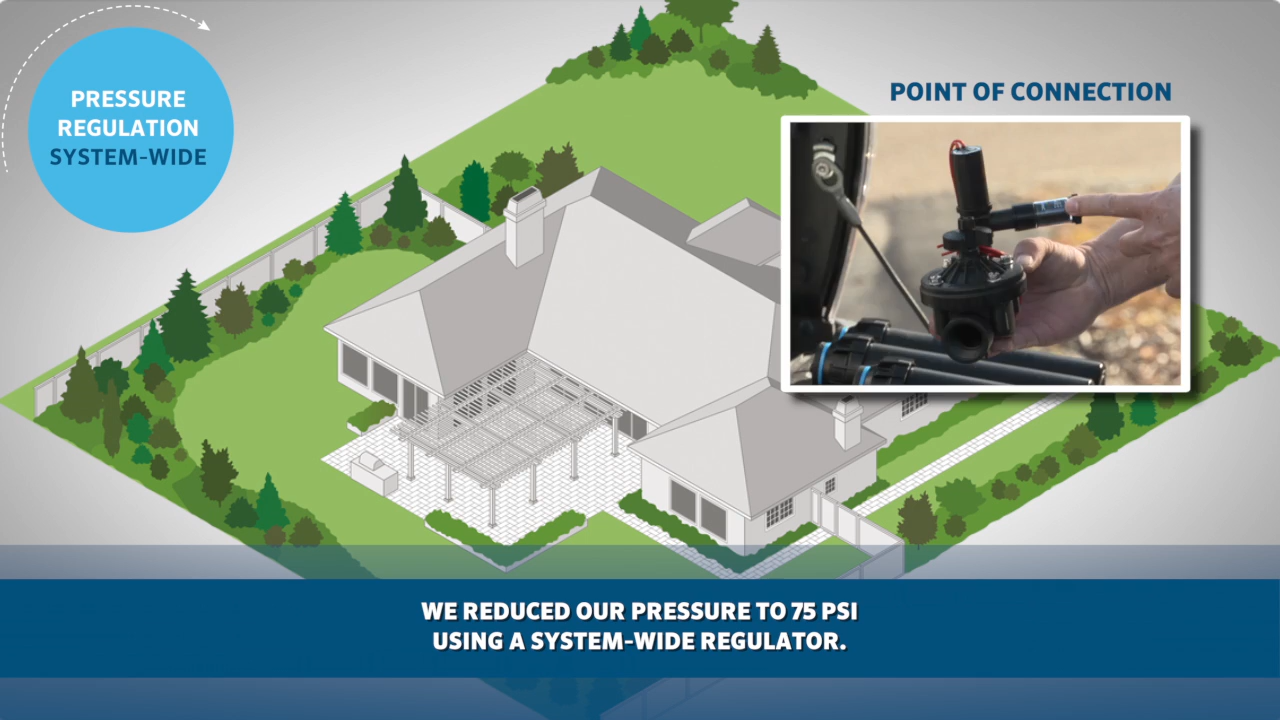 PRESSURE
REGULATION
SYSTEM-WIDE
POINT OF CONNECTION
WE REDUCED OUR PRESSURE TO 75 PSI
USING A SYSTEM-WIDE REGULATOR.